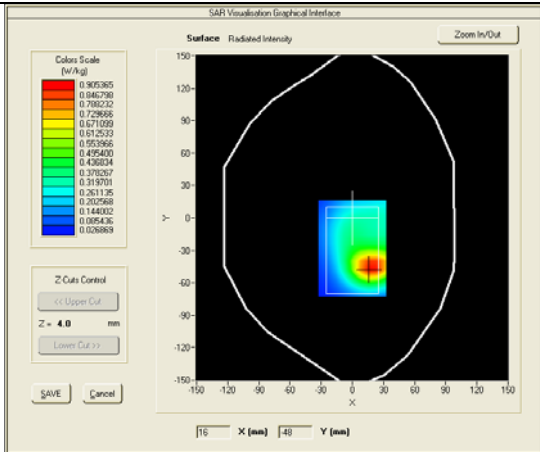 SAR Visualisation Graphical Interface
Surface Radiated Intensity
Zoom In/Out
Colors Scale
(W/kg)
0.905365
0.846798
0.788232
0.729666
0.671099
0.612533
0.553966
0.495400
0.436834
0.378267
0.319701
0.261135
0.202568
0.144002
0.085436
0.026869
150
120
90
60
30
0
-30
-60
-90
-120
-150
Y
-150 -120 -90 -60 -30 0 30 60 90 120 150
X
Z-Cuts Control
<< Upper Cut
Z = 4.0 mm
Lower Cut >>
SAVE Cancel
16 X (mm) -48 Y (mm)